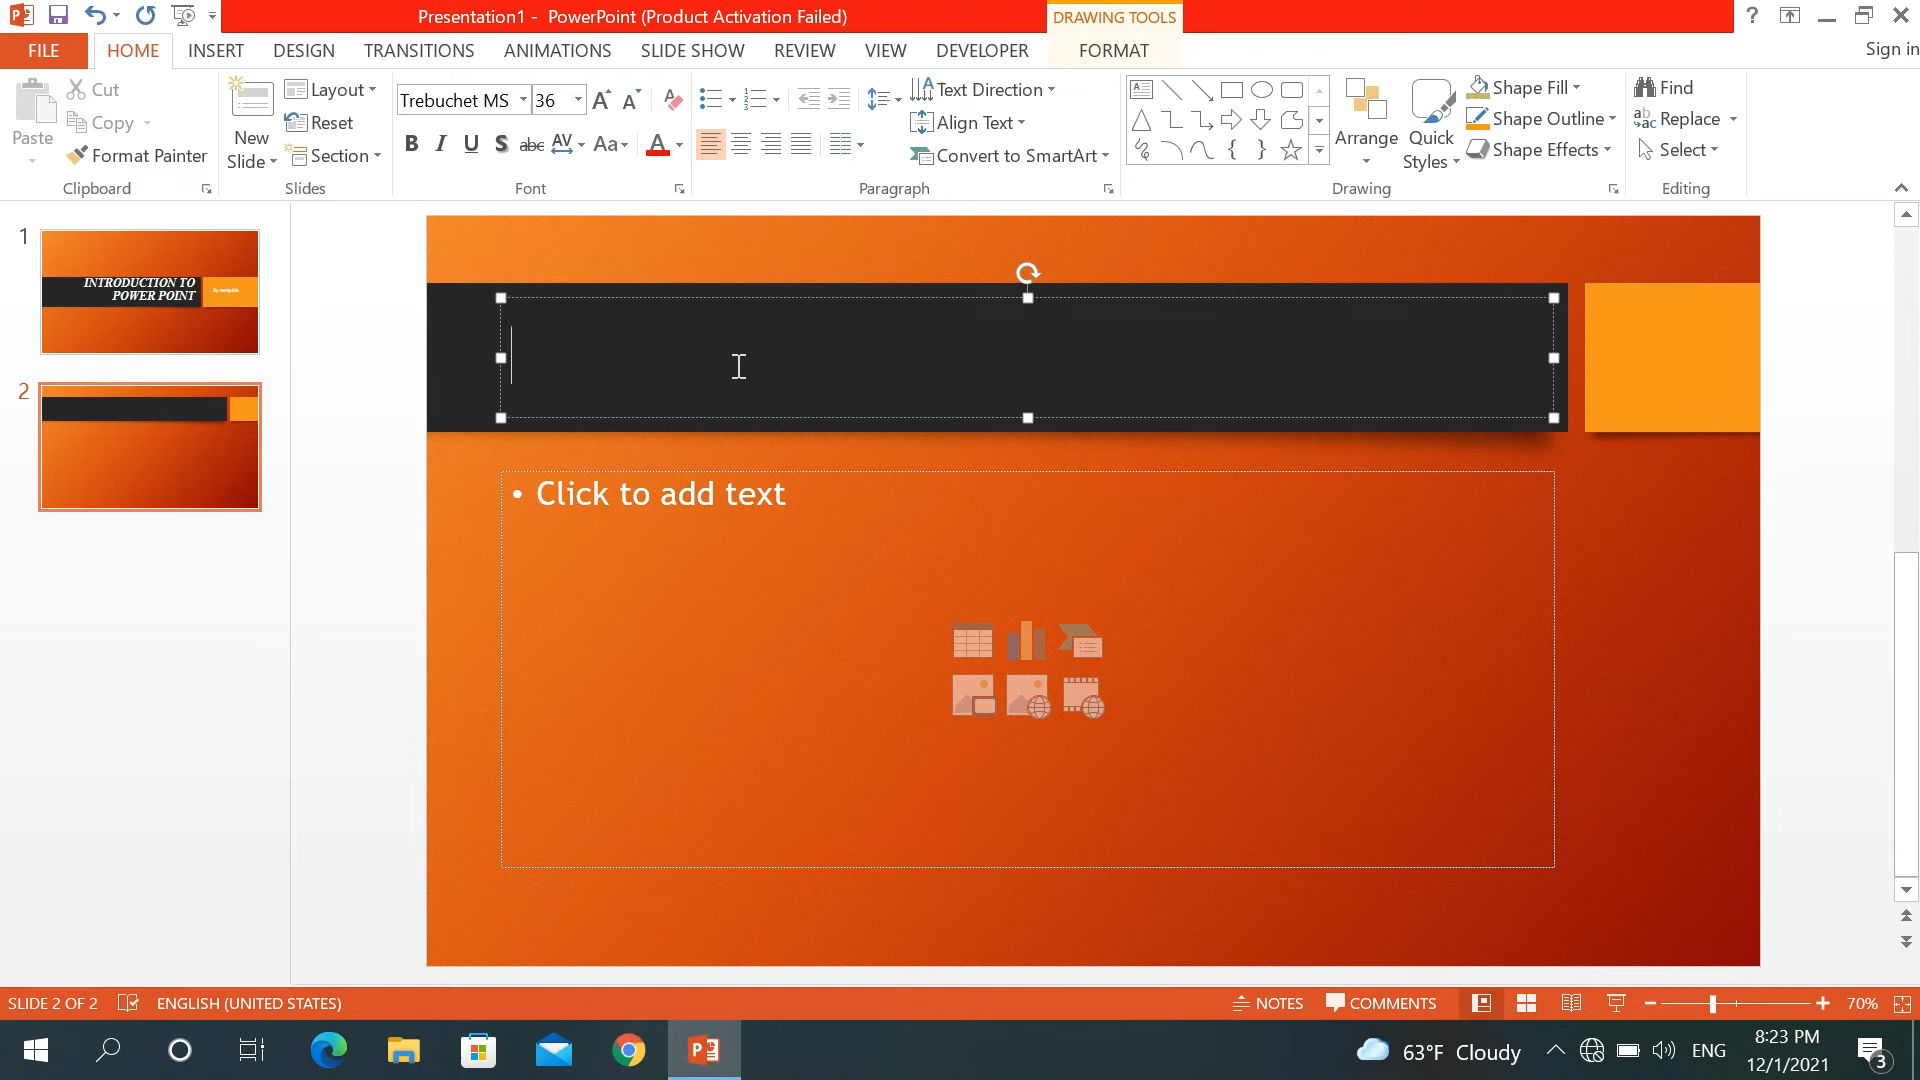 Presentation1 - PowerPoint (Product Activation Failed)
DRAWING TOOLS
?
FILE
HOME
INSERT
DESIGN
TRANSITIONS
ANIMATIONS
SLIDE SHOW
REVIEW
VIEW
DEVELOPER
FORMAT
Sign in
Paste
Cut
Copy
Format Painter
Clipboard
New
Slide
Layout
Reset
Section
Slides
Trebuchet MS
36
B I U S abc AV Aa A
Font
Text Direction
Align Text
Convert to SmartArt
Paragraph
Arrange
Quick
Styles
Shape Fill
Shape Outline
Shape Effects
Drawing
Find
Replace
Select
Editing
1
INTRODUCTION TO
POWER POINT
2
• Click to add text
SLIDE 2 OF 2
ENGLISH (UNITED STATES)
NOTES
COMMENTS
70%
63°F Cloudy
ENG
8:23 PM
12/1/2021
3